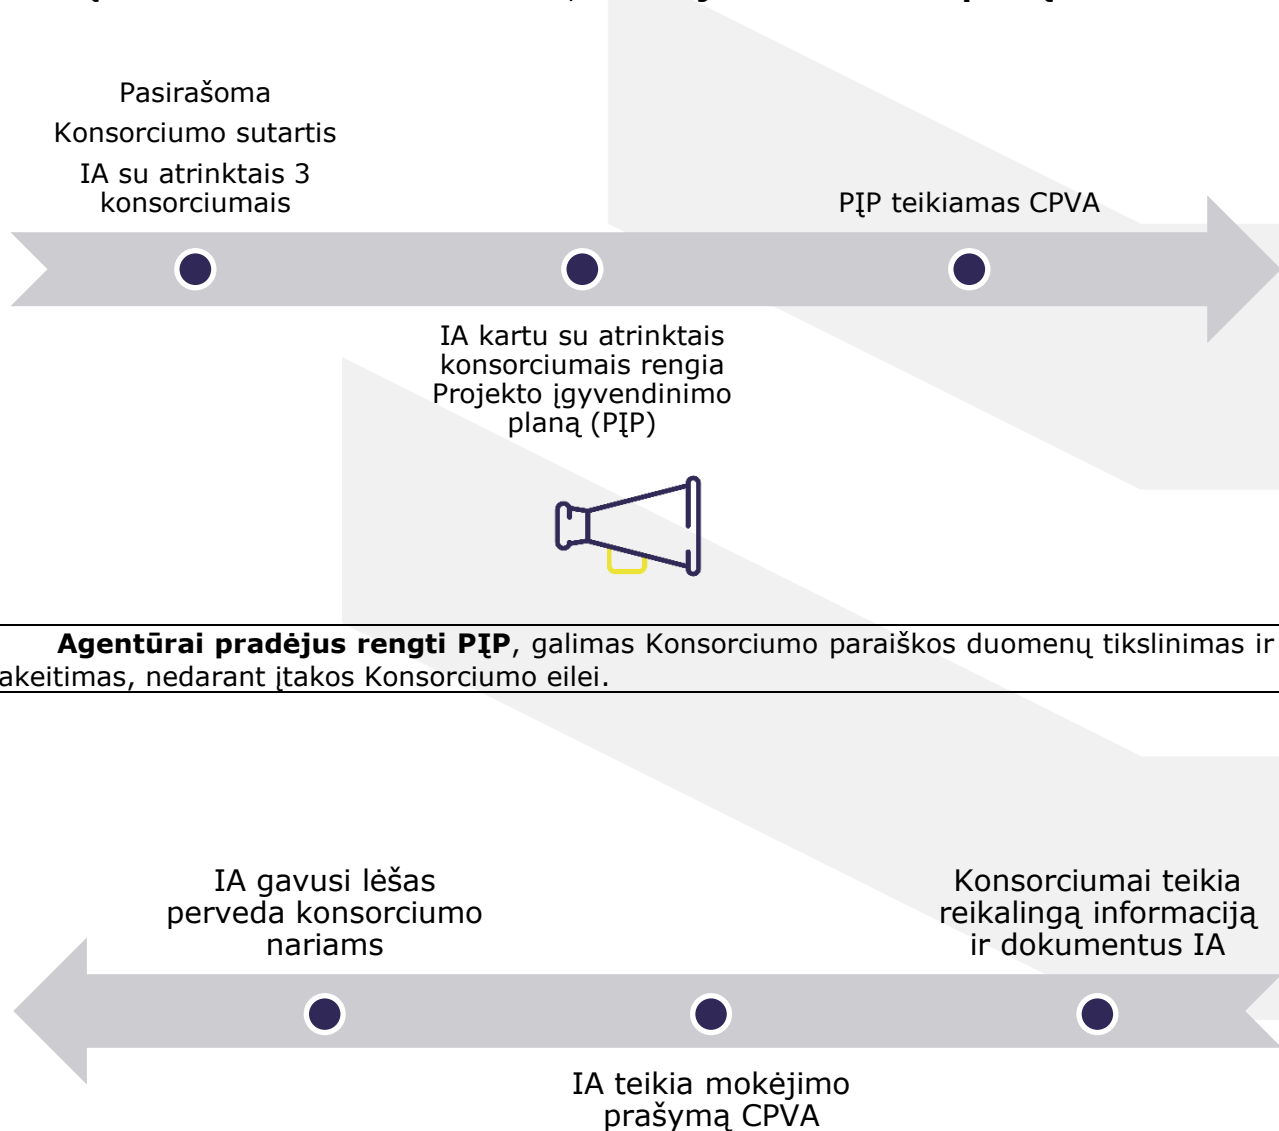 Pasirašoma
Konsorciumo sutartis
IA su atrinktais 3
konsorciumais
PĮP teikiamas CPVA
IA kartu su atrinktais
konsorciumais rengia
Projekto įgyvendinimo
planą (PĮP)
Agentūrai pradėjus rengti PĮP, galimas Konsorciumo paraiškos duomenų tikslinimas ir
akeitimas, nedarant įtakos Konsorciumo eilei.
IA gavusi lėšas
perveda konsorciumo
nariams
Konsorciumai teikia
reikalingą informaciją
ir dokumentus IA
IA teikia mokėjimo
prašymą CPVA